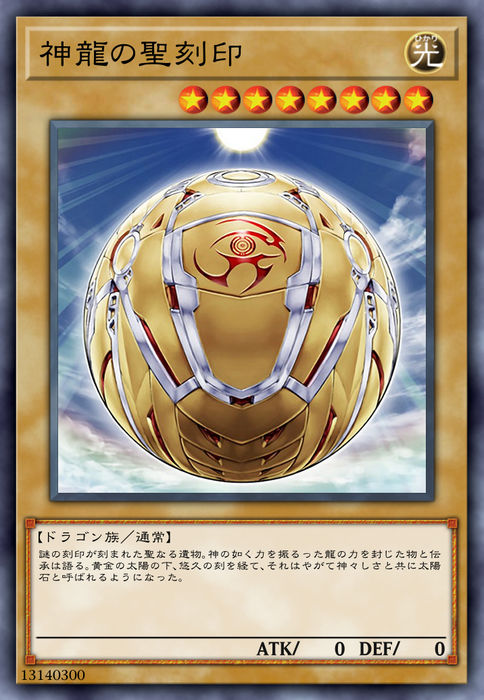 神龍の聖刻印
ひかり
光
【ドラゴン族／通常】
謎の刻印が刻まれた聖なる遺物。神の如く力を振るった龍の力を封じた物と伝
承は語る。黄金の太陽の下、悠久の刻を経て、それはやがて神々しさと共に太陽
石と呼ばれるようになった。
ATK/ 0 DEF/ 0
13140300